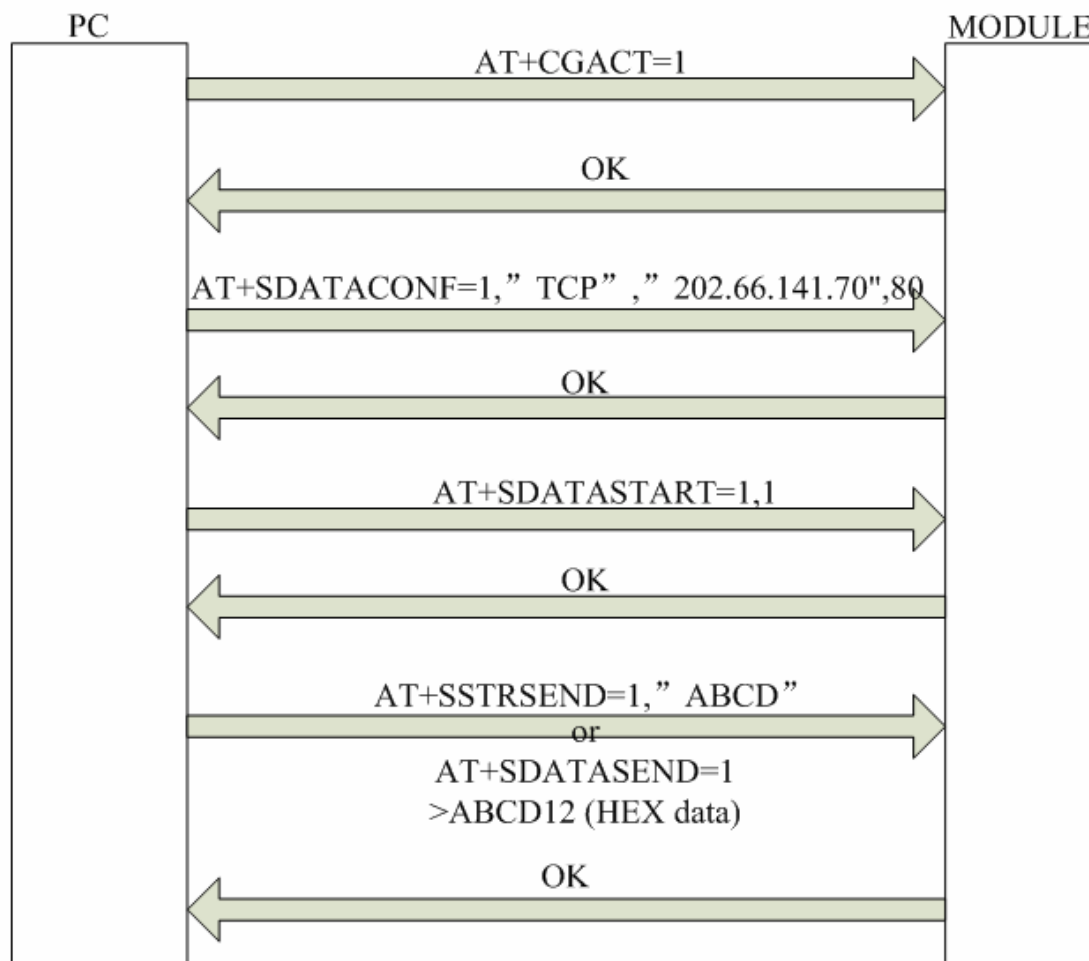 PC
MODULE
AT+CGACT=1
OK
AT+SDATACONF=1,” TCP” ,” 202.66.141.70",80
OK
AT+SDATASTART=1,1
OK
AT+SSTRSEND=1,” ABCD”
or
AT+SDATASEND=1
>ABCD12 (HEX data)
OK